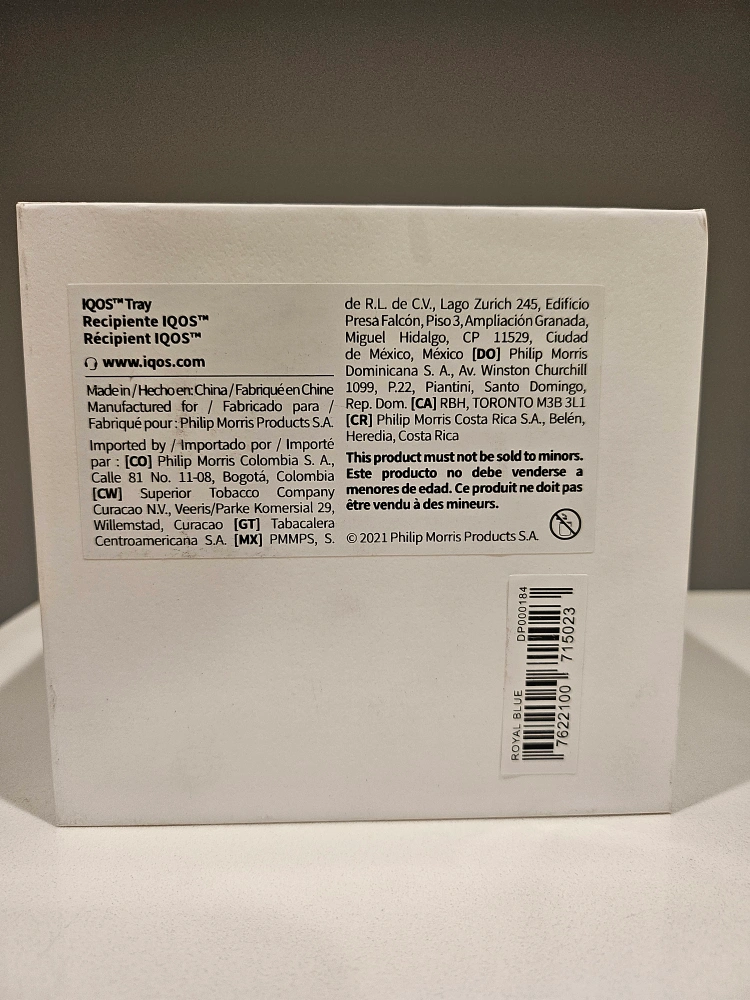 IQOS™ Tray
Recipiente IQOS™
Récipient IQOS™
www.iqos.com
Made in / Hecho en: China / Fabriqué en Chine
Manufactured for / Fabricado para /
Fabriqué pour : Philip Morris Products S.A.
Imported by / Importado por / Importé
par : [CO] Philip Morris Colombia S. A.,
Calle 81 No. 11-08, Bogotá, Colombia
[CW] Superior Tobacco Company
Curacao N.V., Veeris/Parke Komersial 29,
Willemstad, Curacao [GT] Tabacalera
Centroamericana S.A. [MX] PMMPS, S.
de R.L. de C.V., Lago Zurich 245, Edificio
Presa Falcón, Piso 3, Ampliación Granada,
Miguel Hidalgo, CP 11529, Ciudad
de México, México [DO] Philip Morris
Dominicana S. A., Av. Winston Churchill
1099, P.22, Piantini, Santo Domingo,
Rep. Dom. [CA] RBH, TORONTO M3B 3L1
[CR] Philip Morris Costa Rica S.A., Belén,
Heredia, Costa Rica
This product must not be sold to minors.
Este producto no debe venderse a
menores de edad. Ce produit ne doit pas
être vendu à des mineurs.
© 2021 Philip Morris Products S.A.
ROYAL BLUE DP000184
7622100 715023